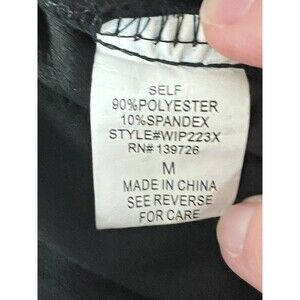 SELF
90%POLYESTER
10%SPANDEX
STYLE#WIP223X
RN# 139726
M
MADE IN CHINA
SEE REVERSE
FOR CARE